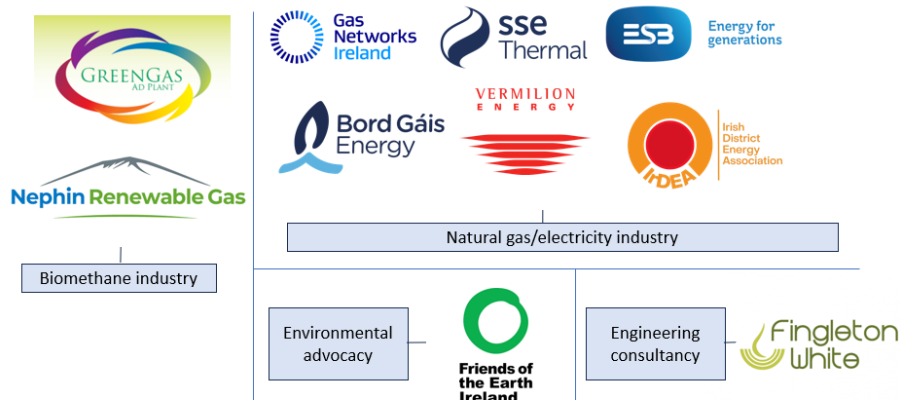 GREENGAS
AD PLANT
Nephin Renewable Gas
Biomethane industry
Gas
Networks
Ireland
sse
Thermal
ESB
Energy for
generations
Bord Gáis
Energy
VERMILION
ENERGY
IrDEA
Irish
District
Energy
Association
Natural gas/electricity industry
Environmental
advocacy
Friends of
the Earth
Ireland
Engineering
consultancy
Fingleton
White